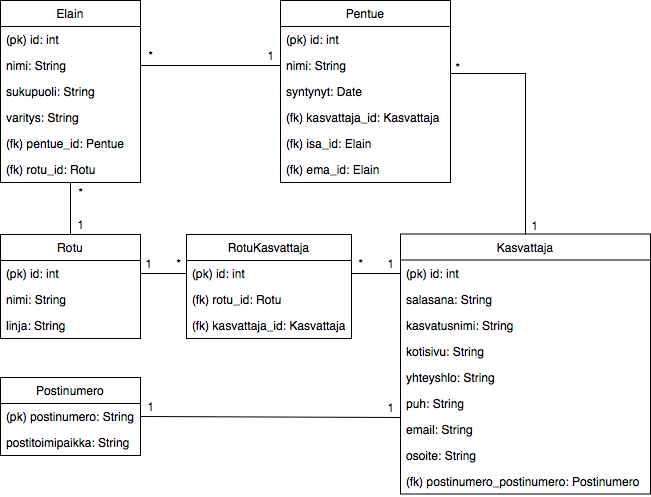 Elain
(pk) id: int
nimi: String
sukupuoli: String
varitys: String
(fk) pentue_id: Pentue
(fk) rotu_id: Rotu
*
1
Pentue
(pk) id: int
nimi: String
syntynyt: Date
(fk) kasvattaja_id: Kasvattaja
(fk) isa_id: Elain
(fk) ema_id: Elain
*
1
*
1
Rotu
(pk) id: int
nimi: String
linja: String
1
*
RotuKasvattaja
(pk) id: int
(fk) rotu_id: Rotu
(fk) kasvattaja_id: Kasvattaja
*
1
Kasvattaja
(pk) id: int
salasana: String
kasvatusnimi: String
kotisivu: String
yhteyshlo: String
puh: String
email: String
osoite: String
(fk) postinumero_postinumero: Postinumero
Postinumero
(pk) postinumero: String
postitoimipaikka: String
1
1